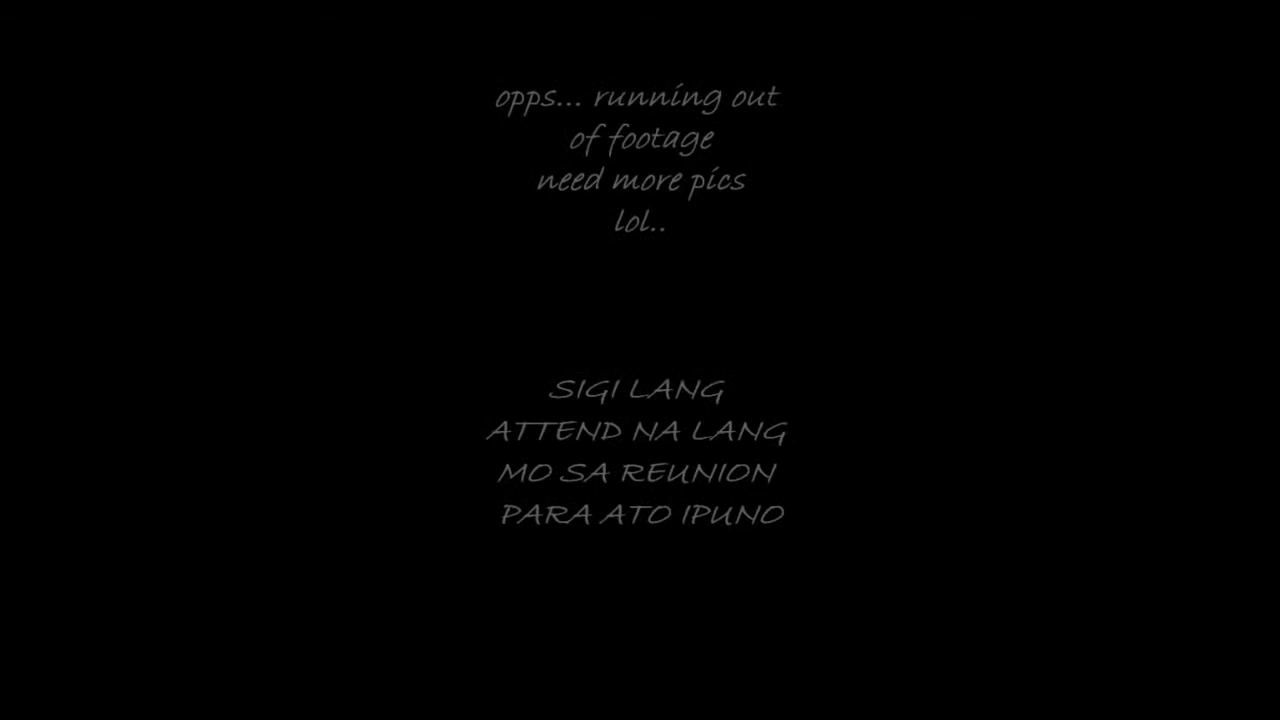 opps... running out
of footage
need more pics
lol..
SIGI LANG
ATTEND NA LANG
MO SA REUNION
PARA ATO IPUNO